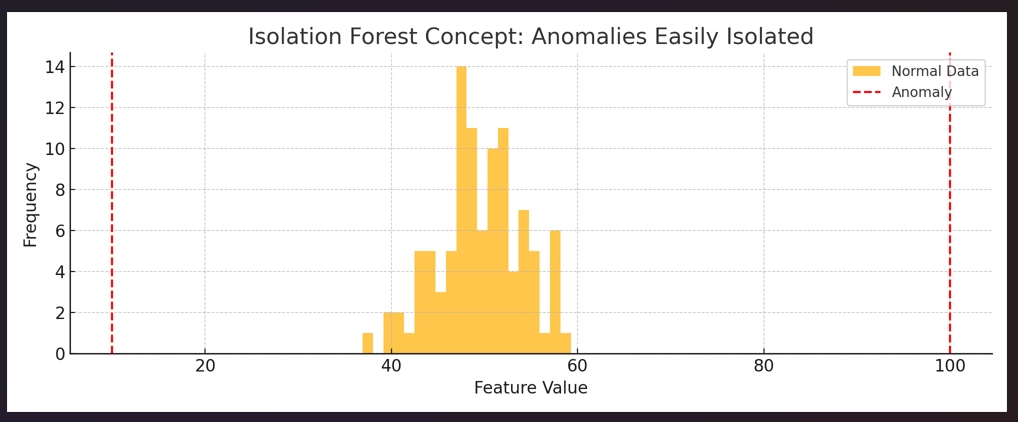 Isolation Forest Concept: Anomalies Easily Isolated
Normal Data
Anomaly
Frequency
14
12
10
8
6
4
2
0
20
40
60
80
100
Feature Value